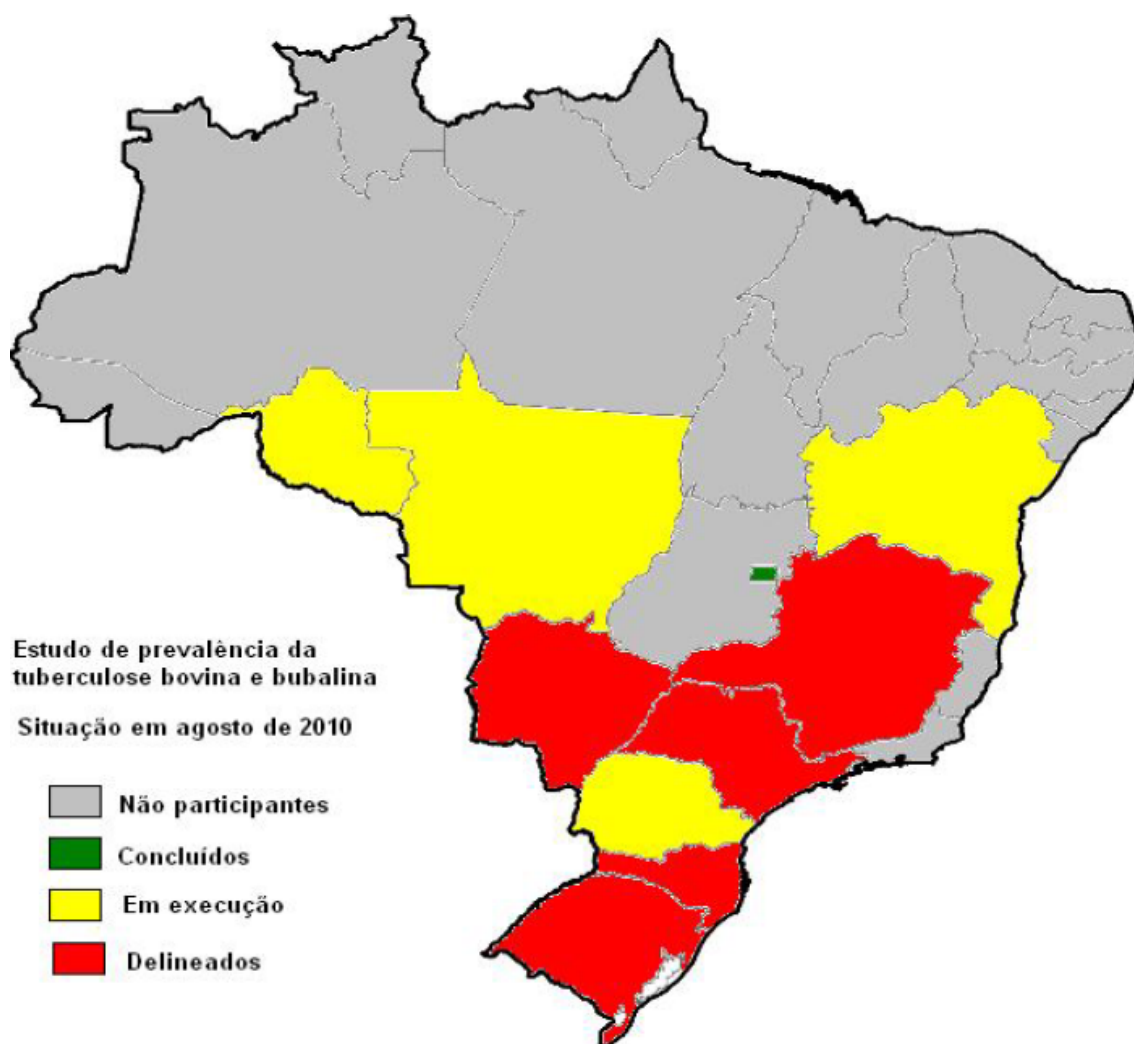 Estudo de prevalência da
tuberculose bovina e bubalina
Situação em agosto de 2010
Não participantes
Concluídos
Em execução
Delineados